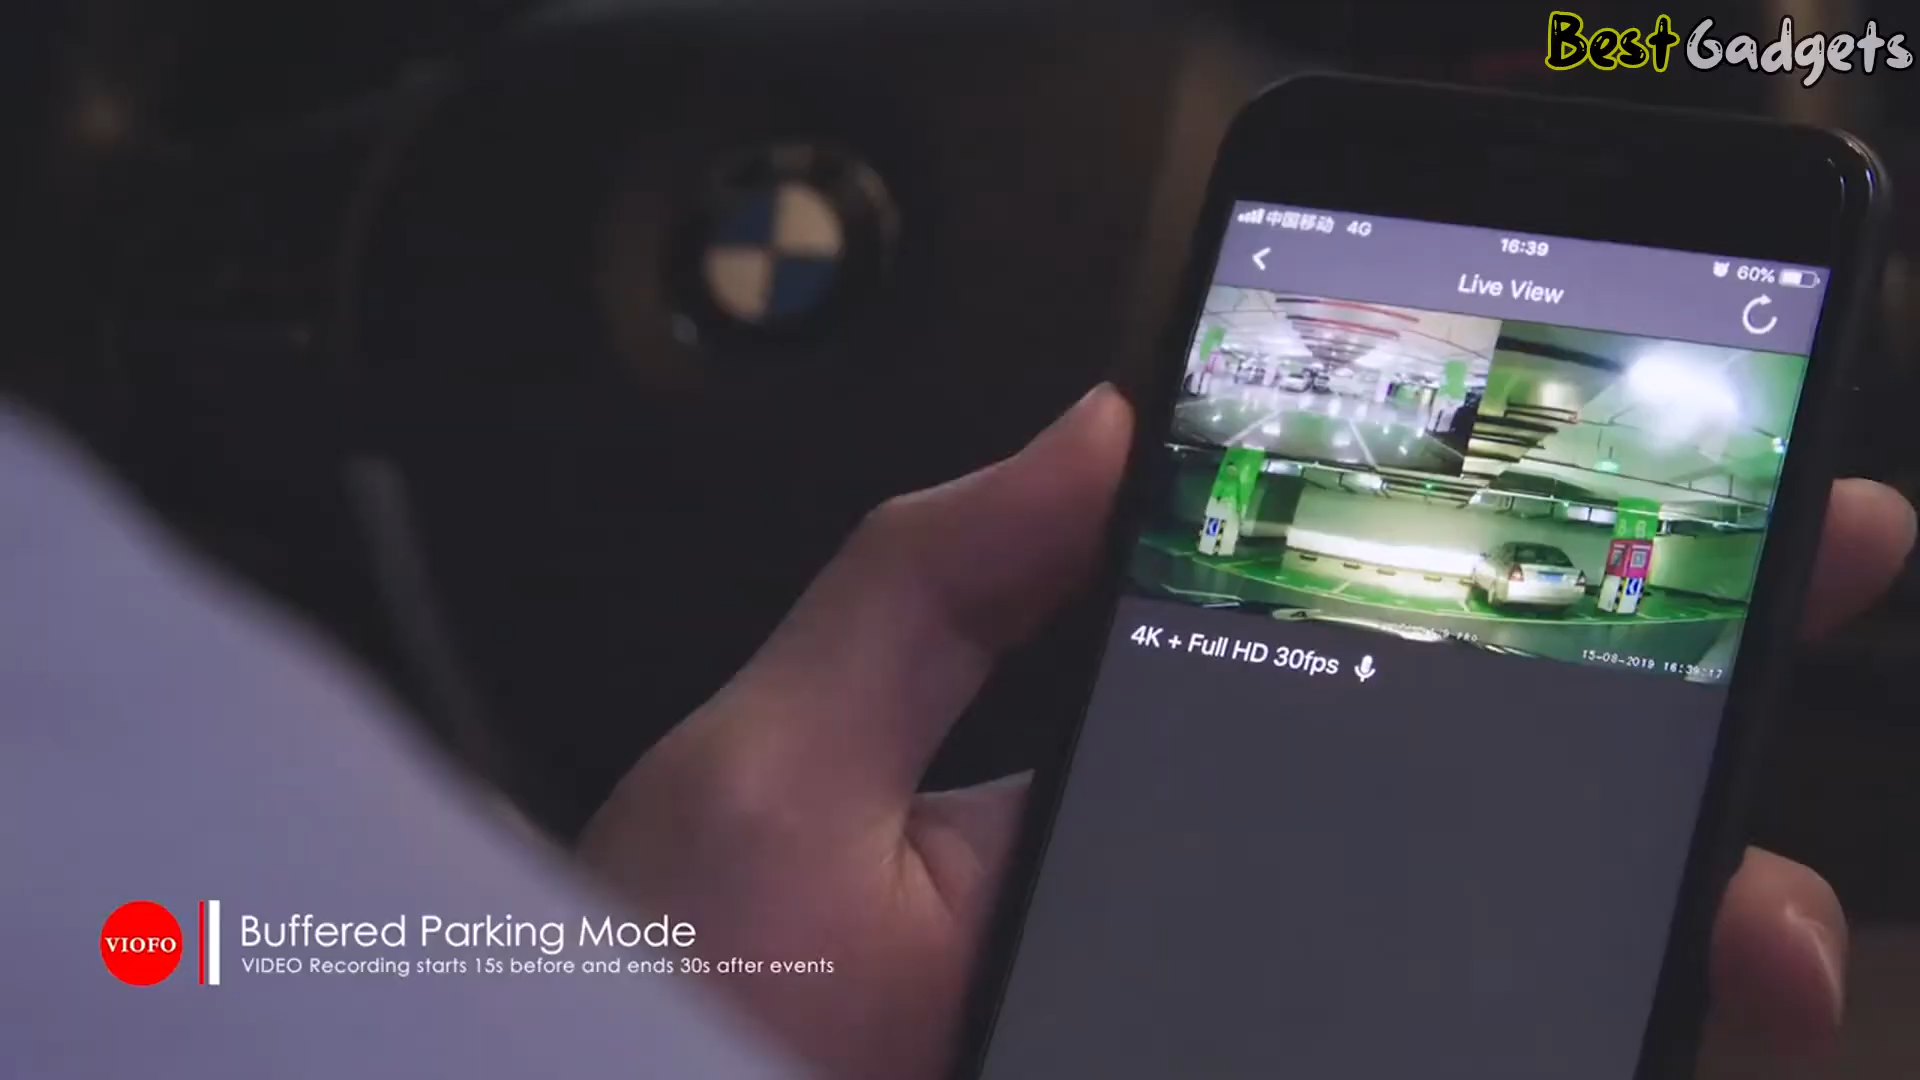 Best Gadgets
中国移动 4G
16:39
60%
Live View
4K + Full HD 30fps
15-08-2019 16:39:17
VIOFO
Buffered Parking Mode
VIDEO Recording starts 15s before and ends 30s after events